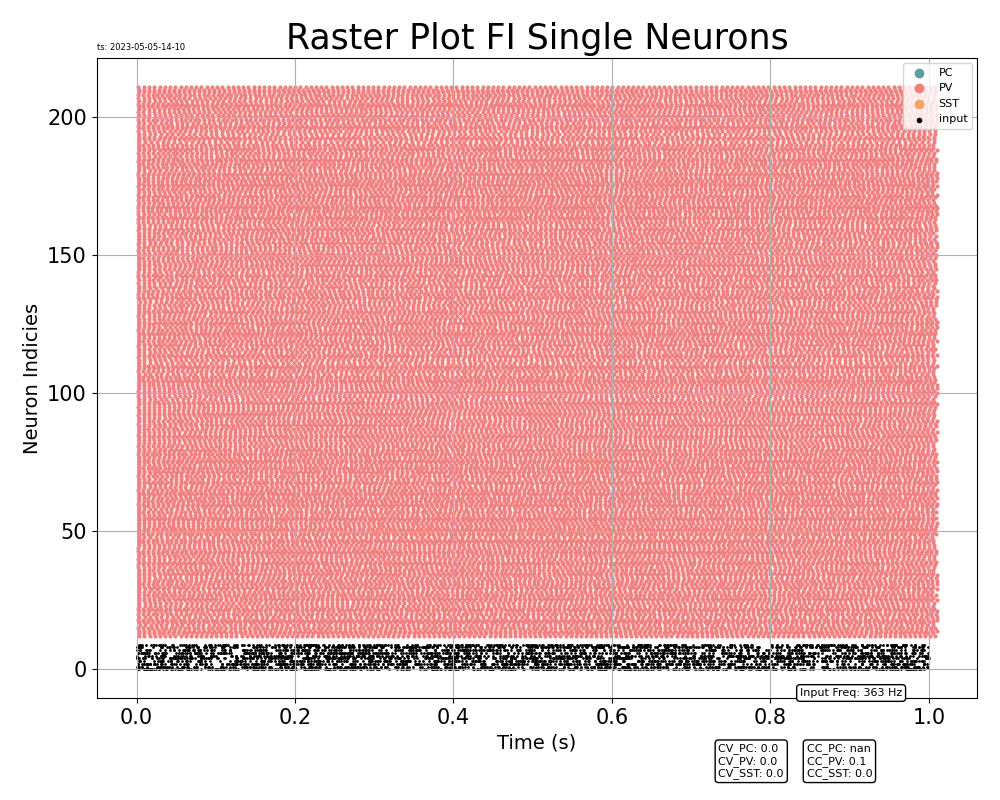 Raster Plot FI Single Neurons
ts: 2023-05-05-14-10
PC
PV
SST
input
200
150
100
50
0
Neuron Indicies
0.0 0.2 0.4 0.6 0.8 1.0
Time (s)
Input Freq: 363 Hz
CV_PC: 0.0
CV_PV: 0.0
CV_SST: 0.0
CC_PC: nan
CC_PV: 0.1
CC_SST: 0.0